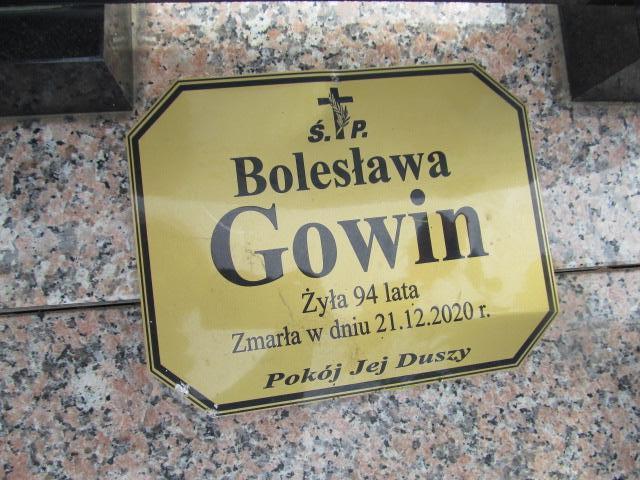 Ś. P.
Bolesława
Gowin
Żyła 94 lata
Zmarła w dniu 21.12.2020 r.
Pokój Jej Duszy